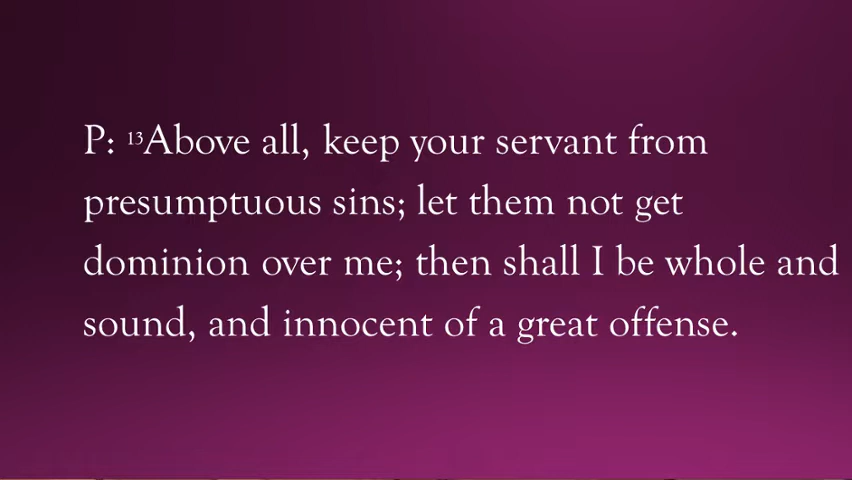 P: ¹³Above all, keep your servant from
presumptuous sins; let them not get
dominion over me; then shall I be whole and
sound, and innocent of a great offense.